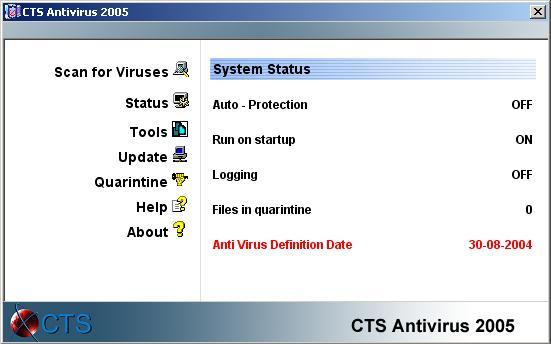 CTS Antivirus 2005
Scan for Viruses
Status
Tools
Update
Quarintine
Help
About
System Status
Auto - Protection OFF
Run on startup ON
Logging OFF
Files in quarintine 0
Anti Virus Definition Date 30-08-2004
CTS
CTS Antivirus 2005